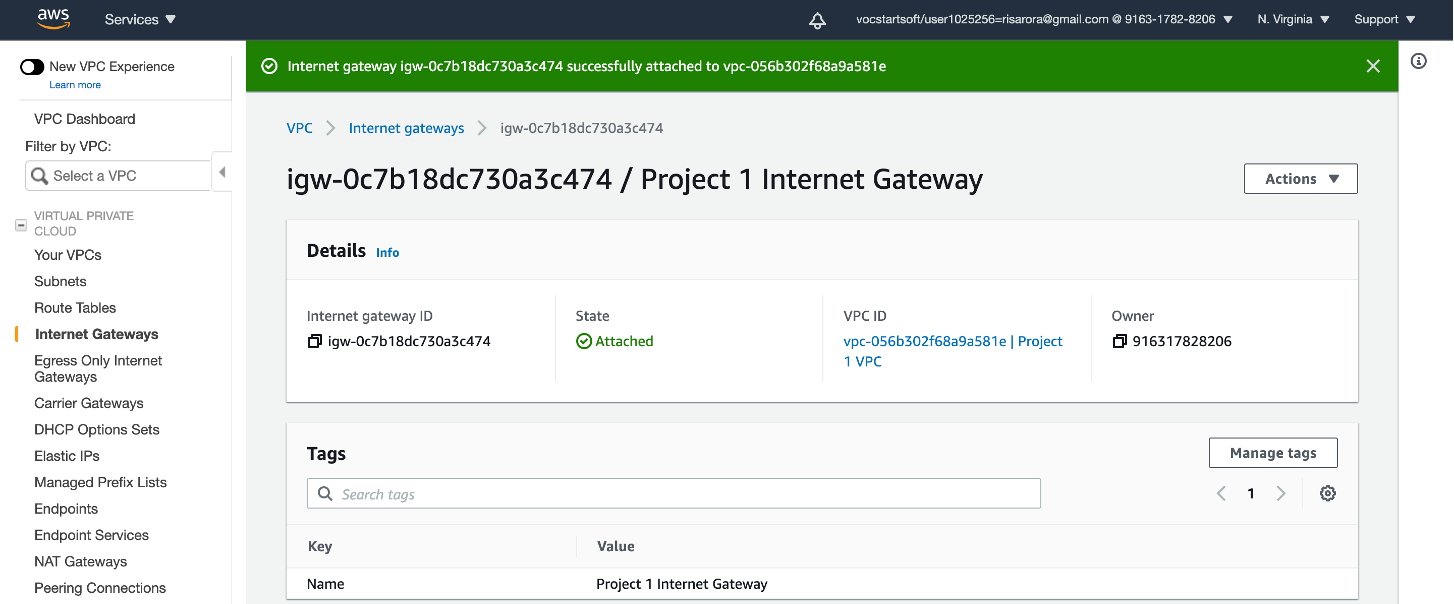 aws
Services
vocstartsoft/user1025256=risarora@gmail.com @ 9163-1782-8206
N. Virginia
Support
New VPC Experience
Learn more
Internet gateway igw-0c7b18dc730a3c474 successfully attached to vpc-056b302f68a9a581e
VPC Dashboard
Filter by VPC:
Select a VPC
VIRTUAL PRIVATE
CLOUD
Your VPCs
Subnets
Route Tables
Internet Gateways
Egress Only Internet
Gateways
Carrier Gateways
DHCP Options Sets
Elastic IPs
Managed Prefix Lists
Endpoints
Endpoint Services
NAT Gateways
Peering Connections
VPC
Internet gateways
igw-0c7b18dc730a3c474
igw-0c7b18dc730a3c474 / Project 1 Internet Gateway
Actions
Details Info
Internet gateway ID
igw-0c7b18dc730a3c474
State
Attached
VPC ID
vpc-056b302f68a9a581e | Project
1 VPC
Owner
916317828206
Tags
Manage tags
Search tags
1
Key
Value
Name
Project 1 Internet Gateway